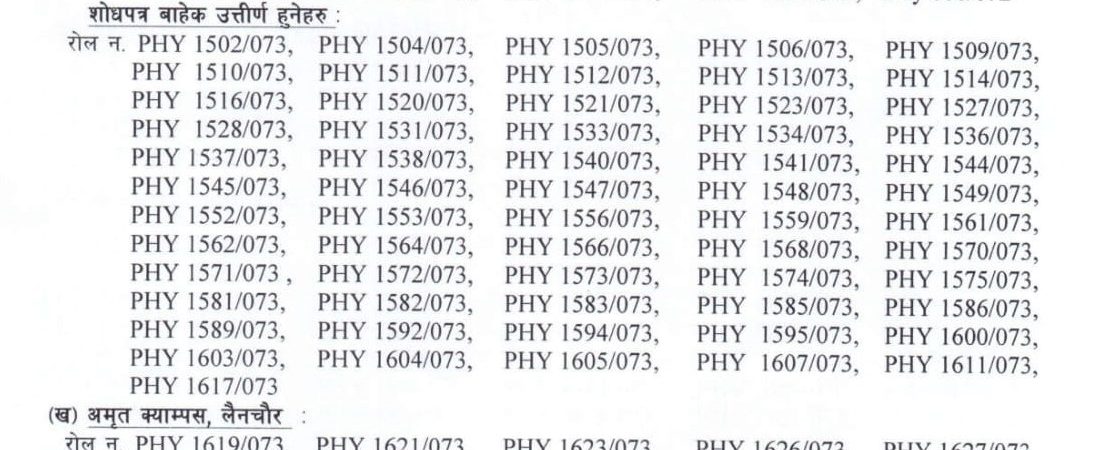 शोधपत्र बाहेक उत्तीर्ण हुनेहरु :
रोल न. PHY 1502/073, PHY 1504/073, PHY 1505/073, PHY 1506/073, PHY 1509/073,
PHY 1510/073, PHY 1511/073, PHY 1512/073, PHY 1513/073, PHY 1514/073,
PHY 1516/073, PHY 1520/073, PHY 1521/073, PHY 1523/073, PHY 1527/073,
PHY 1528/073, PHY 1531/073, PHY 1533/073, PHY 1534/073, PHY 1536/073,
PHY 1537/073, PHY 1538/073, PHY 1540/073, PHY 1541/073, PHY 1544/073,
PHY 1545/073, PHY 1546/073, PHY 1547/073, PHY 1548/073, PHY 1549/073,
PHY 1552/073, PHY 1553/073, PHY 1556/073, PHY 1559/073, PHY 1561/073,
PHY 1562/073, PHY 1564/073, PHY 1566/073, PHY 1568/073, PHY 1570/073,
PHY 1571/073 , PHY 1572/073, PHY 1573/073, PHY 1574/073, PHY 1575/073,
PHY 1581/073, PHY 1582/073, PHY 1583/073, PHY 1585/073, PHY 1586/073,
PHY 1589/073, PHY 1592/073, PHY 1594/073, PHY 1595/073, PHY 1600/073,
PHY 1603/073, PHY 1604/073, PHY 1605/073, PHY 1607/073, PHY 1611/073,
PHY 1617/073
(ख) अमृत क्याम्पस, लैनचौर :
रोल न. PHY 1619/073 PHY 1621/073 PHY 1623/073 PHY 1626/073 PHY 1627/073